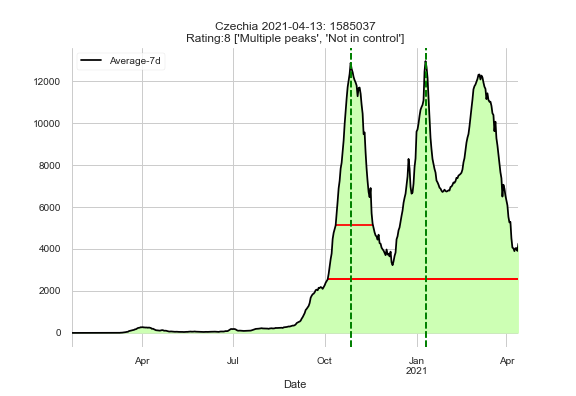 Czechia 2021-04-13: 1585037
Rating:8 ['Multiple peaks', 'Not in control']
Average-7d
12000
10000
8000
6000
4000
2000
0
Apr
Jul
Oct
Jan
2021
Apr
Date